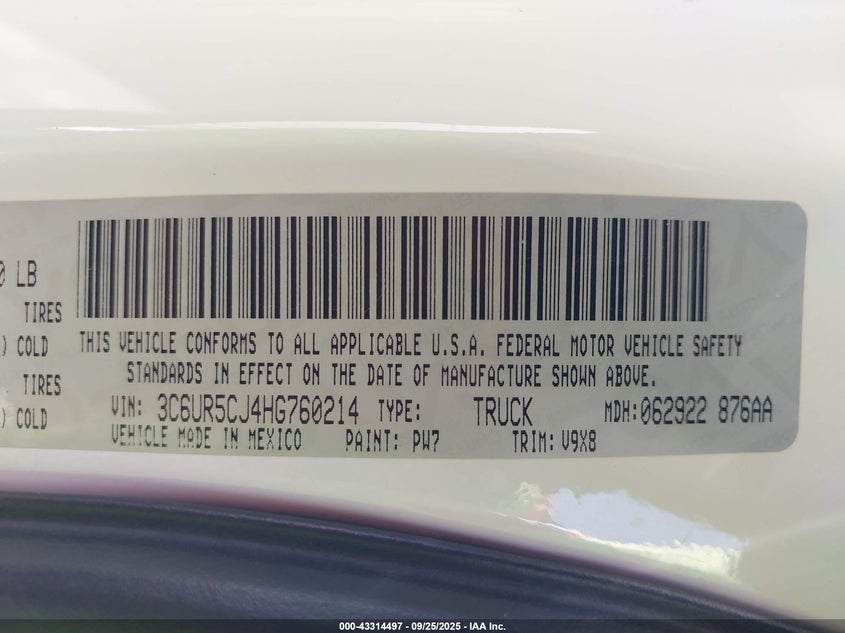 0 LB
TIRES
) COLD
TIRES
) COLD
THIS VEHICLE CONFORMS TO ALL APPLICABLE U.S.A. FEDERAL MOTOR VEHICLE SAFETY
STANDARDS IN EFFECT ON THE DATE OF MANUFACTURE SHOWN ABOVE.
VIN: 3C6UR5CJ4HG760214 TYPE: TRUCK MDH:062922 876AA
VEHICLE MADE IN MEXICO PAINT: PW7 TRIM: V9X8
000-43314497 - 09/25/2025 - IAA Inc.